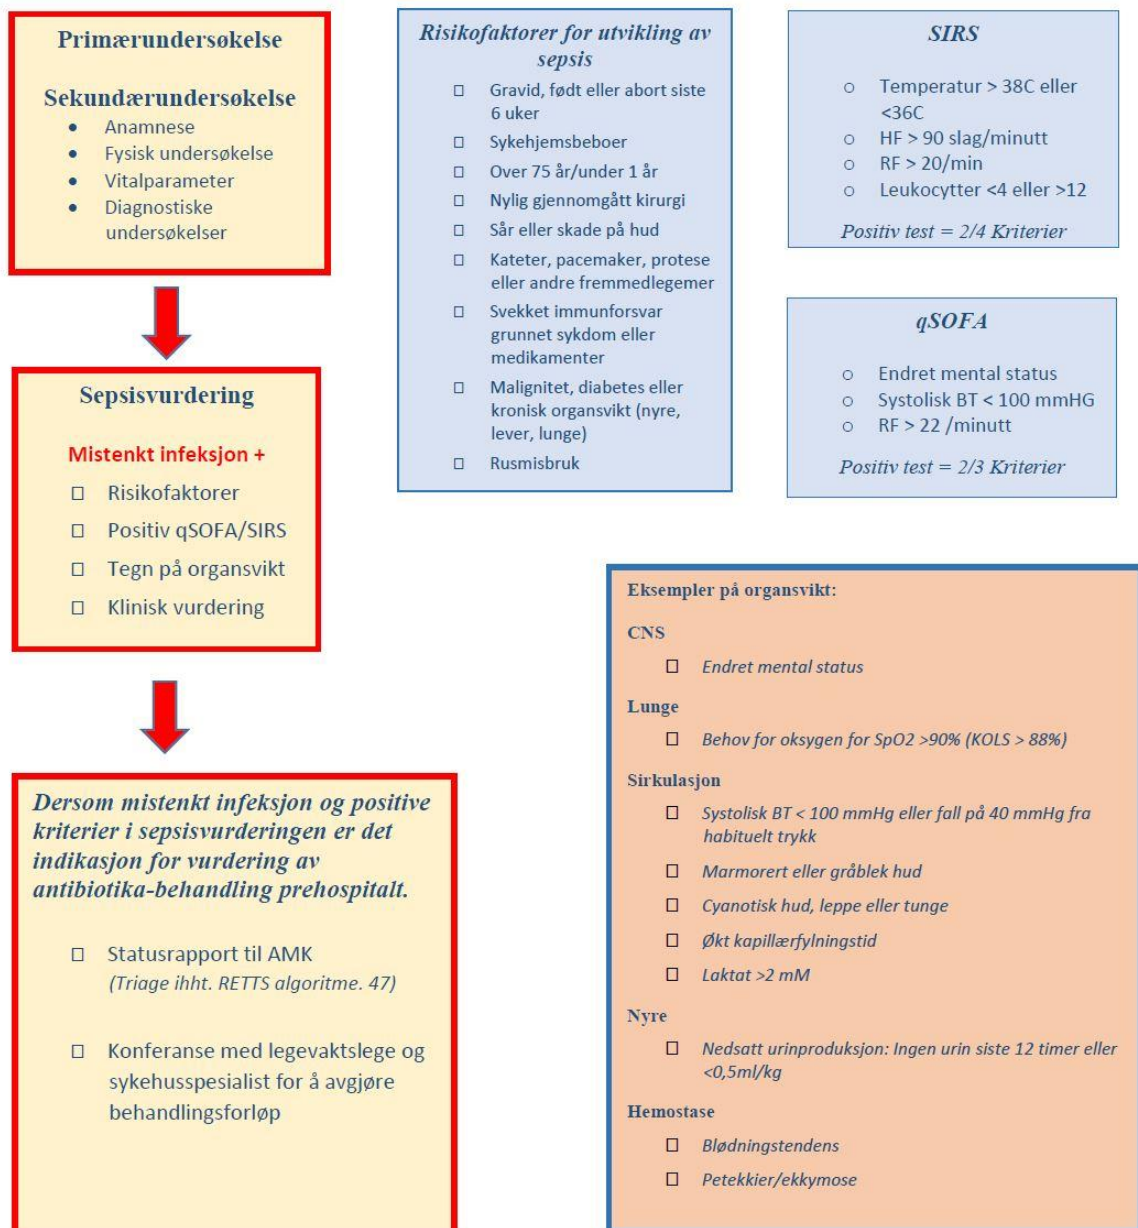 Primærundersøkelse
Sekundærundersøkelse
Anamnese
Fysisk undersøkelse
Vitalparameter
Diagnostiske
undersøkelser
Sepsisvurdering
Mistenkt infeksjon +
Risikofaktorer
Positiv qSOFA/SIRS
Tegn på organsvikt
Klinisk vurdering
Dersom mistenkt infeksjon og positive
kriterier i sepsisvurderingen er det
indikasjon for vurdering av
antibiotika-behandling prehospitalt.
Statusrapport til AMK
(Triage ihht. RETTS algoritme. 47)
Konferanse med legevaktslege og
sykehusspesialist for å avgjøre
behandlingsforløp
Risikofaktorer for utvikling av
sepsis
Gravid, født eller abort siste
6 uker
Sykehjemsbeboer
Over 75 år/under 1 år
Nylig gjennomgått kirurgi
Sår eller skade på hud
Kateter, pacemaker, protese
eller andre fremmedlegemer
Svekket immunforsvar
grunnet sykdom eller
medikamenter
Malignitet, diabetes eller
kronisk organsvikt (nyre,
lever, lunge)
Rusmisbruk
SIRS
Temperatur > 38C eller
<36C
HF > 90 slag/minutt
RF > 20/min
Leukocytter <4 eller >12
Positiv test = 2/4 Kriterier
qSOFA
Endret mental status
Systolisk BT < 100 mmHG
RF > 22 /minutt
Positiv test = 2/3 Kriterier
Eksempler på organsvikt:
CNS
Endret mental status
Lunge
Behov for oksygen for SpO2 >90% (KOLS > 88%)
Sirkulasjon
Systolisk BT < 100 mmHg eller fall på 40 mmHg fra
habituelt trykk
Marmorert eller gråblek hud
Cyanotisk hud, leppe eller tunge
Økt kapillærfylningstid
Laktat >2 mM
Nyre
Nedsatt urinproduksjon: Ingen urin siste 12 timer eller
<0,5ml/kg
Hemostase
Blødningstendens
Petekkier/ekkymose